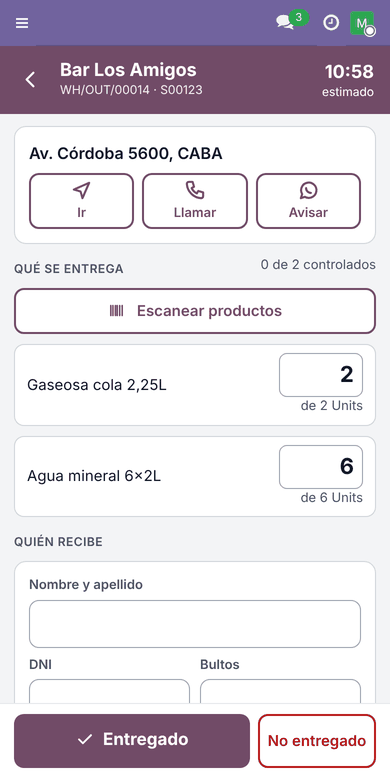 3
M
Bar Los Amigos
10:58
WH/OUT/00014 · S00123
estimado
Av. Córdoba 5600, CABA
Ir
Llamar
Avisar
QUÉ SE ENTREGA
0 de 2 controlados
Escanear productos
Gaseosa cola 2,25L
2
de 2 Units
Agua mineral 6×2L
6
de 6 Units
QUIÉN RECIBE
Nombre y apellido
DNI
Bultos
Entregado
No entregado